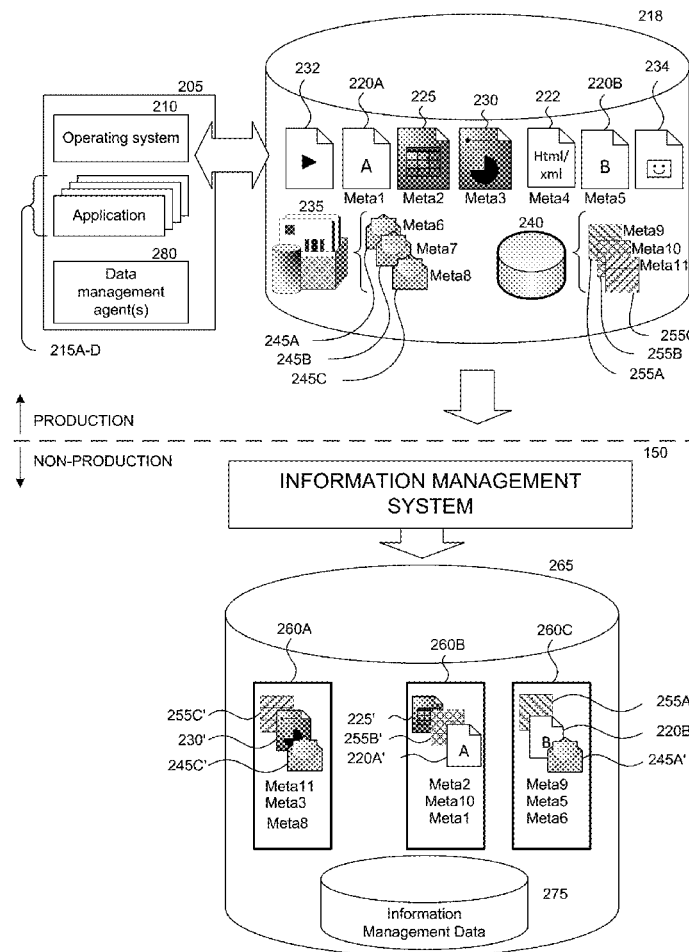 218
205
232 220A 225 230 222 220B 234
210
Operating system
A
Html/
xml
B
Meta1 Meta2 Meta3 Meta4 Meta5
Application
235
Meta6
Meta7
Meta8
240
Meta9
Meta10
Meta11
280
Data
management
agent(s)
215A-D
245A
245B
245C
255C
255B
255A
PRODUCTION
NON-PRODUCTION
150
INFORMATION MANAGEMENT
SYSTEM
265
260A 260B 260C
255C'
230'
245C'
225'
255B'
220A'
A
B
255A
220B
245A'
Meta11
Meta3
Meta8
Meta2
Meta10
Meta1
Meta9
Meta5
Meta6
275
Information
Management Data